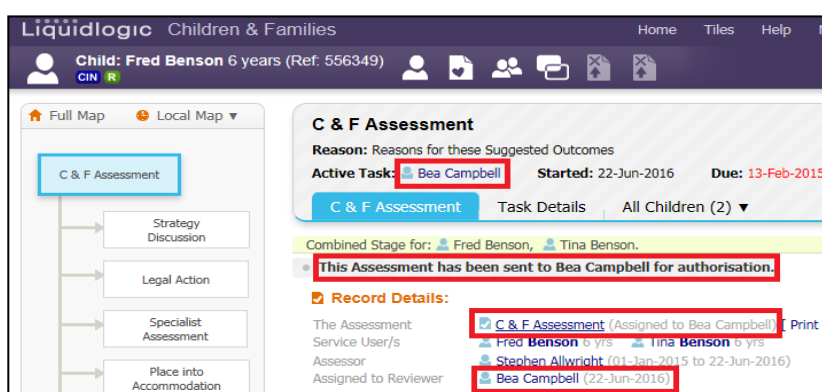 Liquidlogic Children & Families
Home Tiles Help
Child: Fred Benson 6 years (Ref: 556349)
CIN R
Full Map Local Map ▼
C & F Assessment
Strategy
Discussion
Legal Action
Specialist
Assessment
Place into
Accommodation
C & F Assessment
Reason: Reasons for these Suggested Outcomes
Active Task: Bea Campbell Started: 22-Jun-2016 Due: 13-Feb-2015
C & F Assessment Task Details All Children (2) ▼
Combined Stage for: Fred Benson, Tina Benson.
This Assessment has been sent to Bea Campbell for authorisation.
Record Details:
The Assessment C & F Assessment (Assigned to Bea Campbell) [ Print
Service User/s Fred Benson 6 yrs Tina Benson 6 yrs
Assessor Stephen Allwright (01-Jan-2015 to 22-Jun-2016)
Assigned to Reviewer Bea Campbell (22-Jun-2016)